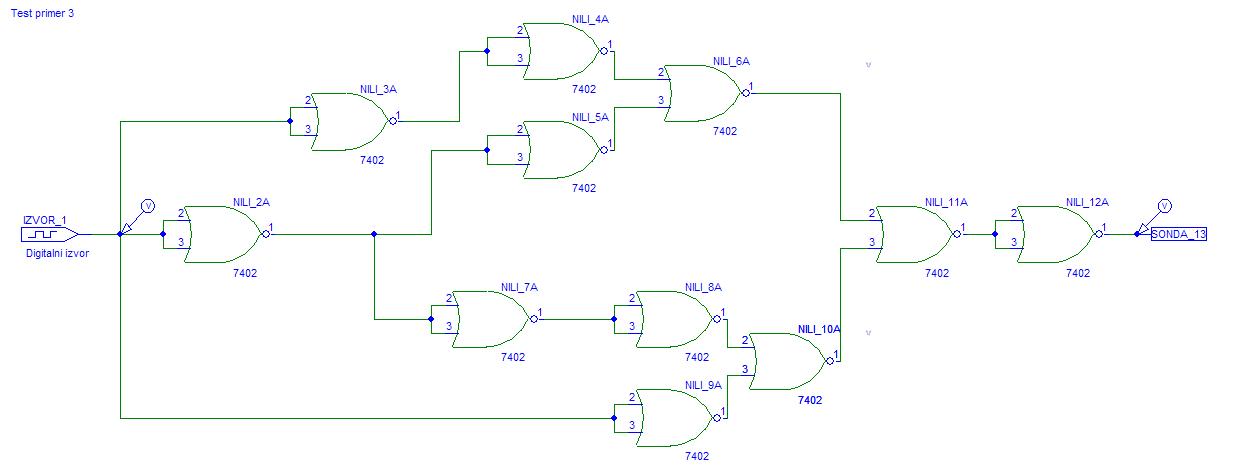 Test primer 3
NILI_4A
2
3
1
7402
NILI_6A
2
3
1
7402
NILI_3A
2
3
1
7402
NILI_5A
2
3
1
7402
IZVOR_1
Digitalni izvor
V
NILI_2A
2
3
1
7402
NILI_11A
2
3
1
7402
NILI_12A
2
3
1
7402
V
SONDA_13
NILI_7A
2
3
1
7402
NILI_8A
2
3
1
7402
NILI_10A
2
3
1
7402
NILI_9A
2
3
1
7402
v
v